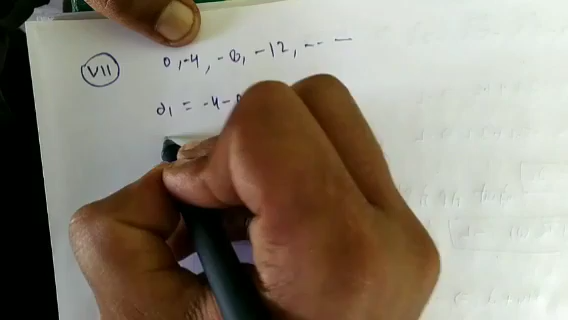 VII 0, -4, -8, -12, -- --
d₁ = -4 -